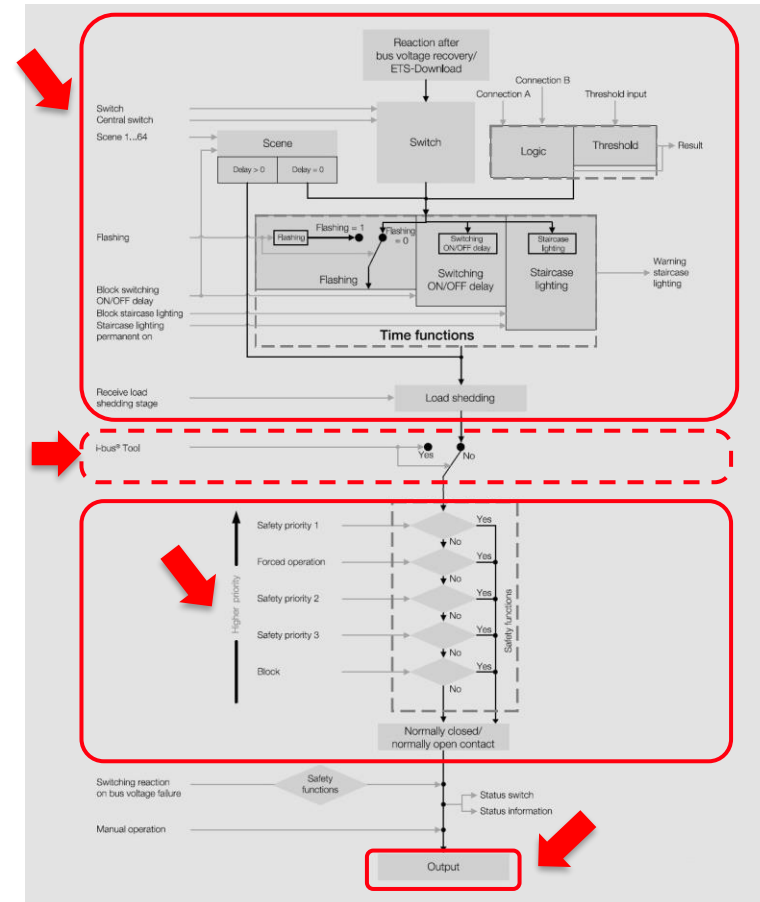 Reaction after
bus voltage recovery/
ETS-Download
Connection B
Connection A
Threshold input
Switch
Central switch
Scene 1...64
Scene
Delay > 0
Delay = 0
Switch
Logic
Threshold
Result
Flashing
Flashing
Flashing = 1
Flashing
= 0
Flashing
Switching
ON/OFF delay
Switching
ON/OFF delay
Staircase
lighting
Staircase
lighting
Warning
staircase
lighting
Block switching
ON/OFF delay
Block staircase lighting
Staircase lighting
permanent on
Time functions
Receive load
shedding stage
Load shedding
i-bus® Tool
Yes
No
Higher priority
Safety priority 1
Yes
No
Forced operation
Yes
No
Safety priority 2
Yes
No
Safety priority 3
Yes
No
Block
Yes
No
Safety functions
Normally closed/
normally open contact
Switching reaction
on bus voltage failure
Safety
functions
Status switch
Status information
Manual operation
Output